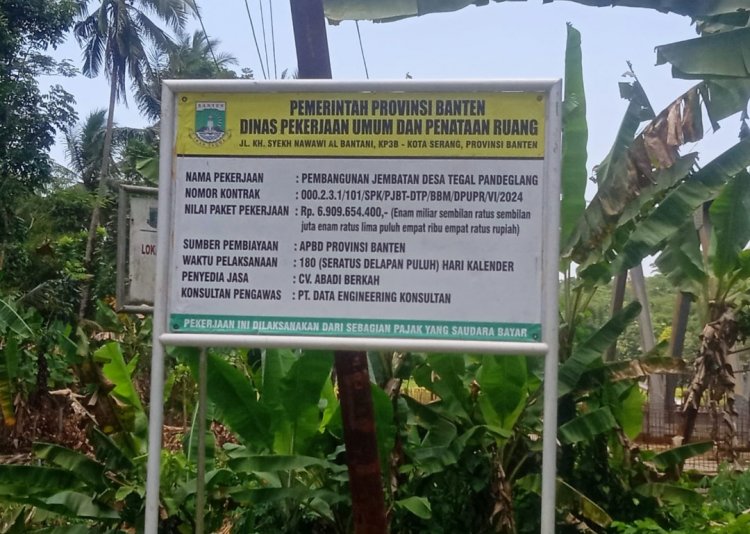 BANTEN
PEMERINTAH PROVINSI BANTEN
DINAS PEKERJAAN UMUM DAN PENATAAN RUANG
JL. KH. SYEKH NAWAWI AL BANTANI, KP3B - KOTA SERANG, PROVINSI BANTEN
NAMA PEKERJAAN : PEMBANGUNAN JEMBATAN DESA TEGAL PANDEGLANG
NOMOR KONTRAK : 000.2.3.1/101/SPK/PJBT-DTP/BBM/DPUPR/VI/2024
NILAI PAKET PEKERJAAN : Rp. 6.909.654.400,- (Enam miliar sembilan ratus sembilan
juta enam ratus lima puluh empat ribu empat ratus rupiah)
SUMBER PEMBIAYAAN : APBD PROVINSI BANTEN
WAKTU PELAKSANAAN : 180 (SERATUS DELAPAN PULUH) HARI KALENDER
PENYEDIA JASA : CV. ABADI BERKAH
KONSULTAN PENGAWAS : PT. DATA ENGINEERING KONSULTAN
PEKERJAAN INI DILAKSANAKAN DARI SEBAGIAN PAJAK YANG SAUDARA BAYAR
LOK